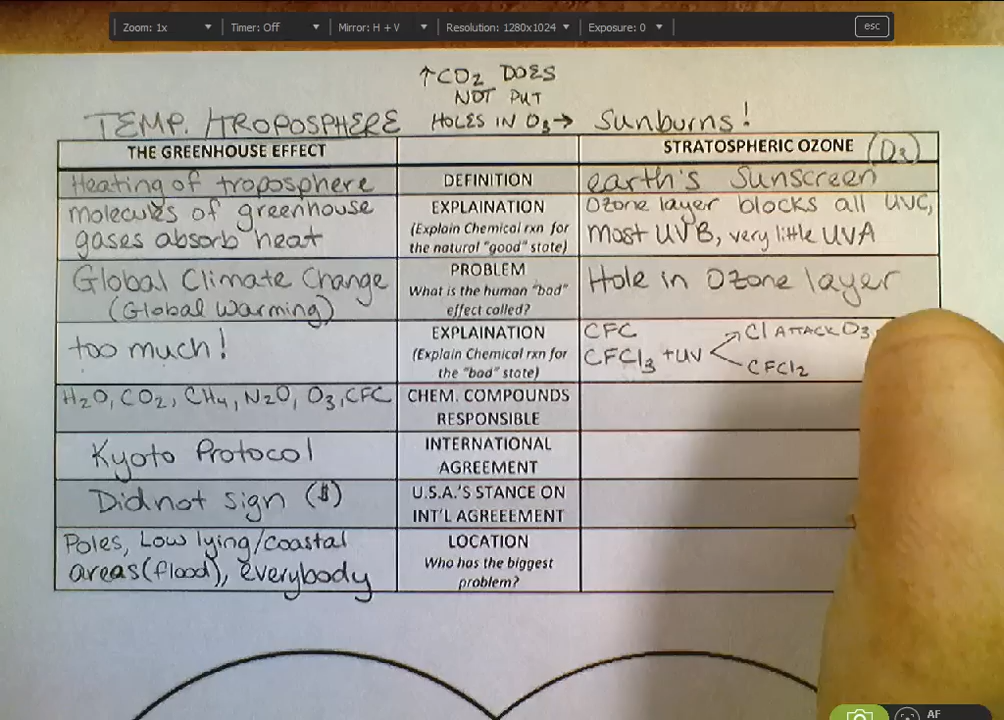 Zoom: 1x Timer: Off Mirror: H + V Resolution: 1280x1024 Exposure: 0 esc
↑CO2 DOES
NOT PUT
TEMP. /TROPOSPHERE HOLES IN O3→ Sunburns!
THE GREENHOUSE EFFECT STRATOSPHERIC OZONE (O3)
Heating of troposphere DEFINITION earth's Sunscreen
molecules of greenhouse EXPLAINATION Ozone layer blocks all UVC,
gases absorb heat (Explain Chemical rxn for most UVB, very little UVA
the natural "good" state)
Global Climate Change PROBLEM Hole in Ozone layer
(Global Warming) What is the human "bad"
effect called?
too much! EXPLAINATION CFC Cl ATTACK O3
(Explain Chemical rxn for CFCl3 + UV
the "bad" state) CFCl2
H2O, CO2, CH4, N2O, O3, CFC CHEM. COMPOUNDS
RESPONSIBLE
Kyoto Protocol INTERNATIONAL
AGREEMENT
Did not sign ($) U.S.A.'S STANCE ON
INT'L AGREEEMENT
Poles, Low lying/coastal LOCATION
areas(flood), everybody Who has the biggest
problem?
AF